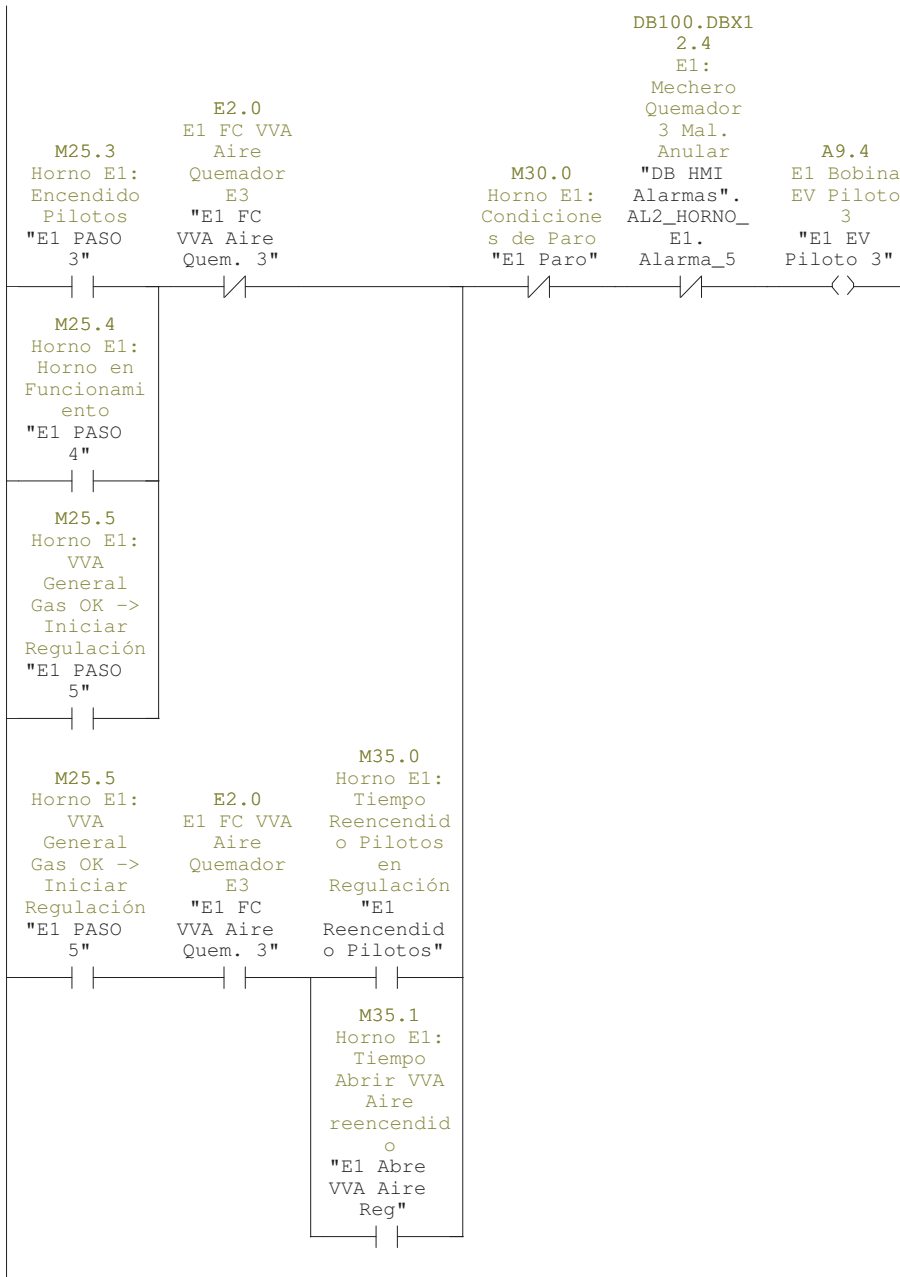 M25.3
Horno E1:
Encendido
Pilotos
"E1 PASO
3"
E2.0
E1 FC VVA
Aire
Quemador
E3
"E1 FC
VVA Aire
Quem. 3"
M30.0
Horno E1:
Condicione
s de Paro
"E1 Paro"
DB100.DBX1
2.4
E1:
Mechero
Quemador
3 Mal.
Anular
"DB HMI
Alarmas".
AL2_HORNO_
E1.
Alarma_5
A9.4
E1 Bobina
EV Piloto
3
"E1 EV
Piloto 3"
M25.4
Horno E1:
Horno en
Funcionami
ento
"E1 PASO
4"
M25.5
Horno E1:
VVA
General
Gas OK ->
Iniciar
Regulación
"E1 PASO
5"
M25.5
Horno E1:
VVA
General
Gas OK ->
Iniciar
Regulación
"E1 PASO
5"
E2.0
E1 FC VVA
Aire
Quemador
E3
"E1 FC
VVA Aire
Quem. 3"
M35.0
Horno E1:
Tiempo
Reencendid
o Pilotos
en
Regulación
"E1
Reencendid
o Pilotos"
M35.1
Horno E1:
Tiempo
Abrir VVA
Aire
reencendid
o
"E1 Abre
VVA Aire
Reg"